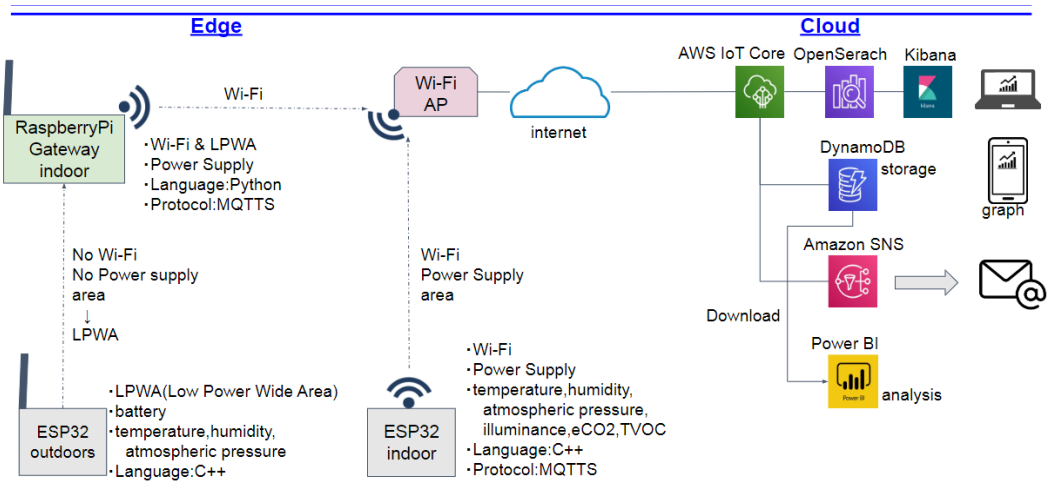 Edge
Cloud
AWS IoT Core
OpenSerach
Kibana
Wi-Fi
Wi-Fi
AP
internet
RaspberryPi
Gateway
indoor
・Wi-Fi & LPWA
・Power Supply
・Language:Python
・Protocol:MQTTS
DynamoDB
storage
graph
No Wi-Fi
No Power supply
area
↓
LPWA
Wi-Fi
Power Supply
area
Amazon SNS
Download
Power BI
Power BI
analysis
・LPWA(Low Power Wide Area)
・battery
・temperature,humidity,
atmospheric pressure
・Language:C++
ESP32
outdoors
・Wi-Fi
・Power Supply
・temperature,humidity,
atmospheric pressure,
illuminance,eCO2,TVOC
・Language:C++
・Protocol:MQTTS
ESP32
indoor